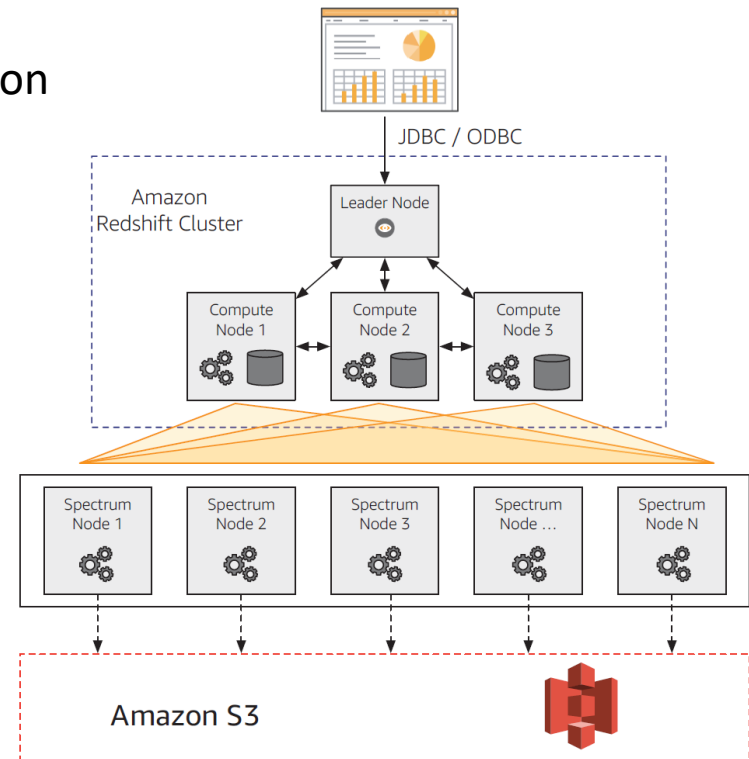 on
JDBC / ODBC
Amazon
Redshift Cluster
Leader Node
Compute
Node 1
Compute
Node 2
Compute
Node 3
Spectrum
Node 1
Spectrum
Node 2
Spectrum
Node 3
Spectrum
Node ...
Spectrum
Node N
Amazon S3